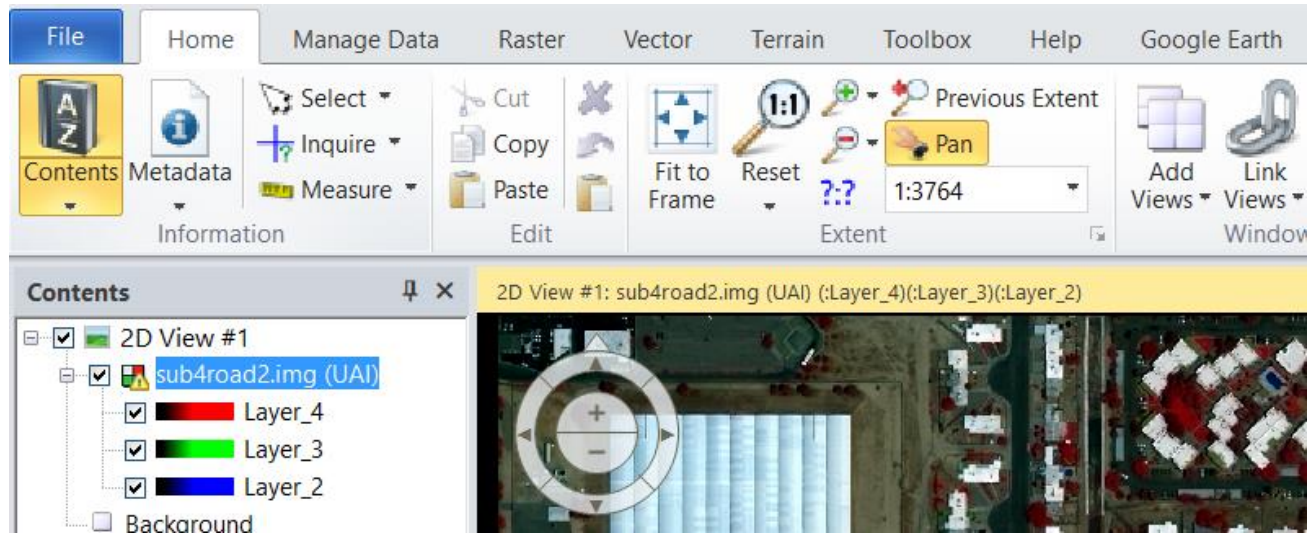 File Home Manage Data Raster Vector Terrain Toolbox Help Google Earth
A
Z
Contents
Metadata
Select
Inquire
Measure
Information
Cut
Copy
Paste
Edit
Fit to
Frame
1:1
Reset
?:?
Previous Extent
Pan
1:3764
Extent
Add
Views
Link
Views
Window
Contents
2D View #1: sub4road2.img (UAI) (:Layer_4)(:Layer_3)(:Layer_2)
2D View #1
sub4road2.img (UAI)
Layer_4
Layer_3
Layer_2
Background